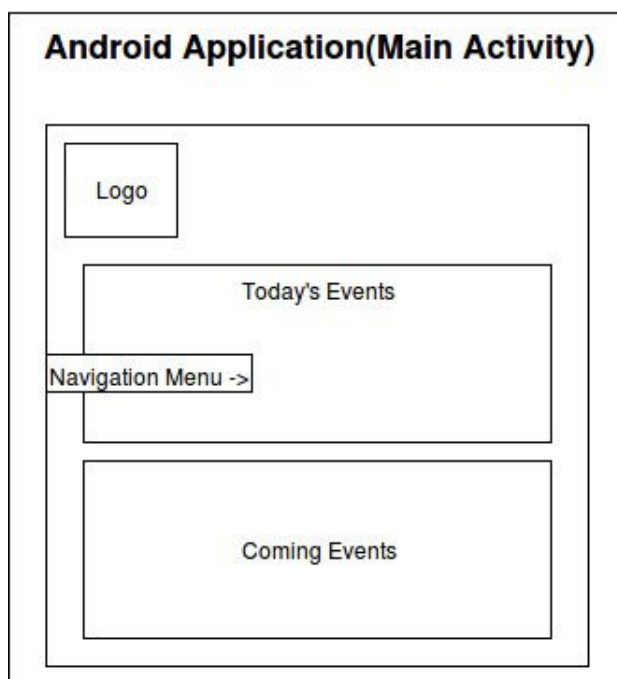 Android Application(Main Activity)
Logo
Today's Events
Navigation Menu ->
Coming Events